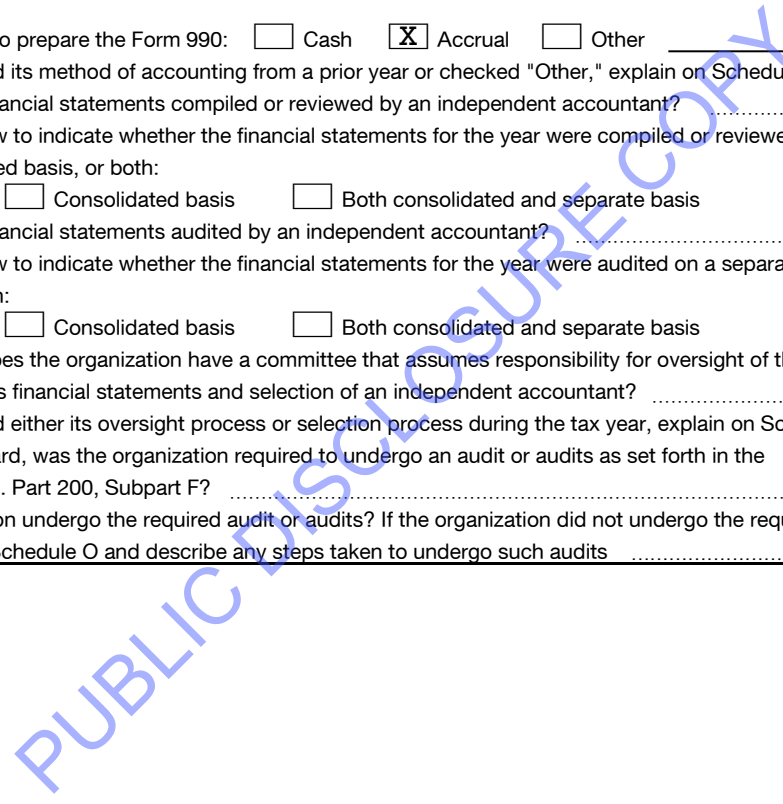 o prepare the Form 990: Cash X Accrual Other
d its method of accounting from a prior year or checked "Other," explain on Schedu
ancial statements compiled or reviewed by an independent accountant?
w to indicate whether the financial statements for the year were compiled or reviewe
ed basis, or both:
Consolidated basis Both consolidated and separate basis
ancial statements audited by an independent accountant?
w to indicate whether the financial statements for the year were audited on a separa
n:
Consolidated basis Both consolidated and separate basis
oes the organization have a committee that assumes responsibility for oversight of th
s financial statements and selection of an independent accountant?
d either its oversight process or selection process during the tax year, explain on Sc
ard, was the organization required to undergo an audit or audits as set forth in the
. Part 200, Subpart F?
on undergo the required audit or audits? If the organization did not undergo the requ
Schedule O and describe any steps taken to undergo such audits
PUBLIC DISCLOSURE COPY